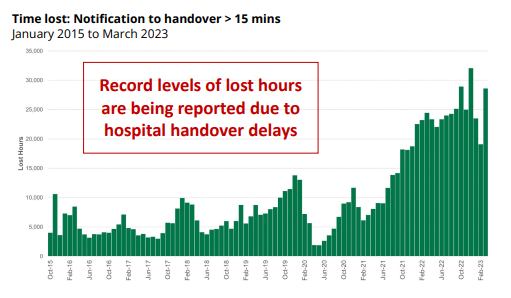 Time lost: Notification to handover > 15 mins
January 2015 to March 2023
35,000
30,000
25,000
20,000
15,000
10,000
5,000
0
Lost Hours
Record levels of lost hours
are being reported due to
hospital handover delays
Oct-15
Feb-16
Jun-16
Oct-16
Feb-17
Jun-17
Oct-17
Feb-18
Jun-18
Oct-18
Feb-19
Jun-19
Oct-19
Feb-20
Jun-20
Oct-20
Feb-21
Jun-21
Oct-21
Feb-22
Jun-22
Oct-22
Feb-23